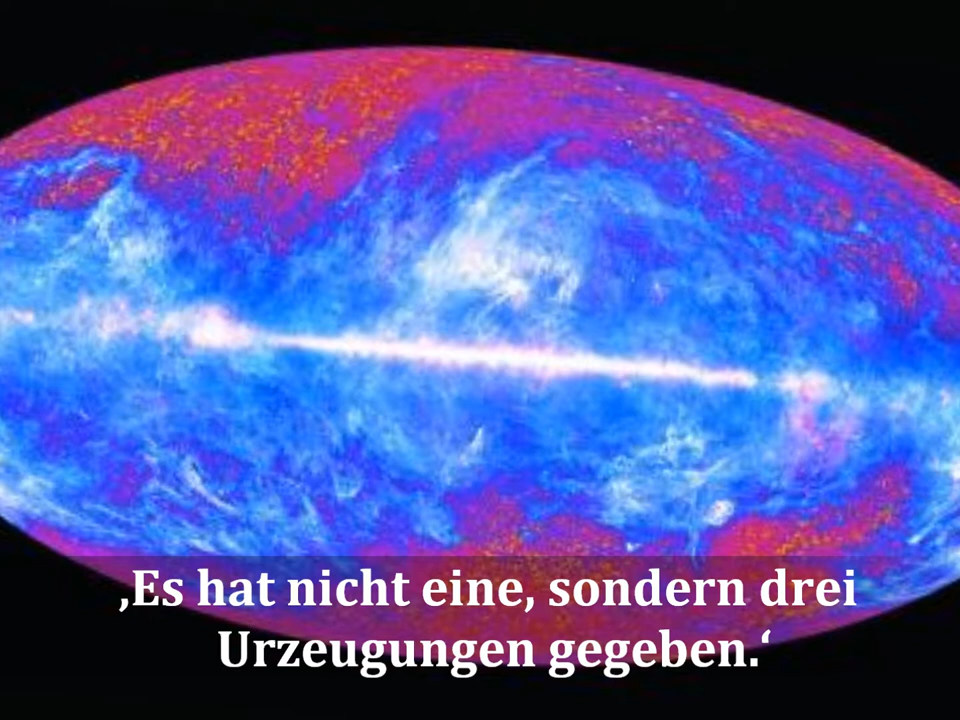 ‚Es hat nicht eine, sondern drei
Urzeugungen gegeben.‘